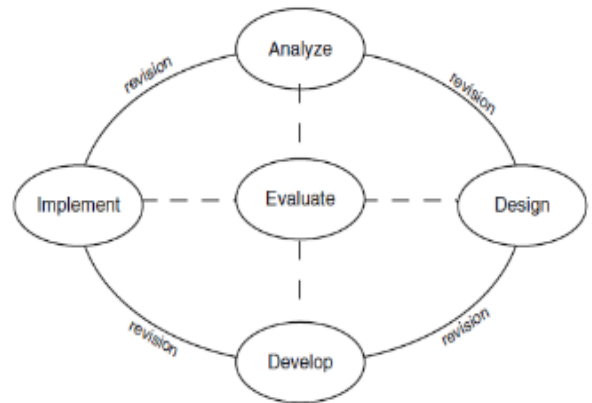 Analyze
revision
revision
Implement
Evaluate
Design
revision
revision
Develop